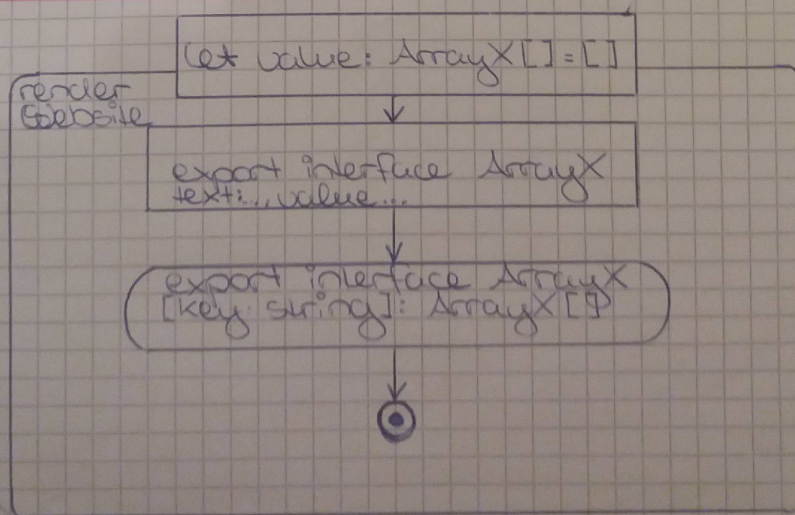 let value: ArrayX[] = []
render
Website
export interface ArrayX
text:..., value...
export interface ArrayX
[key: string]: ArrayX[]